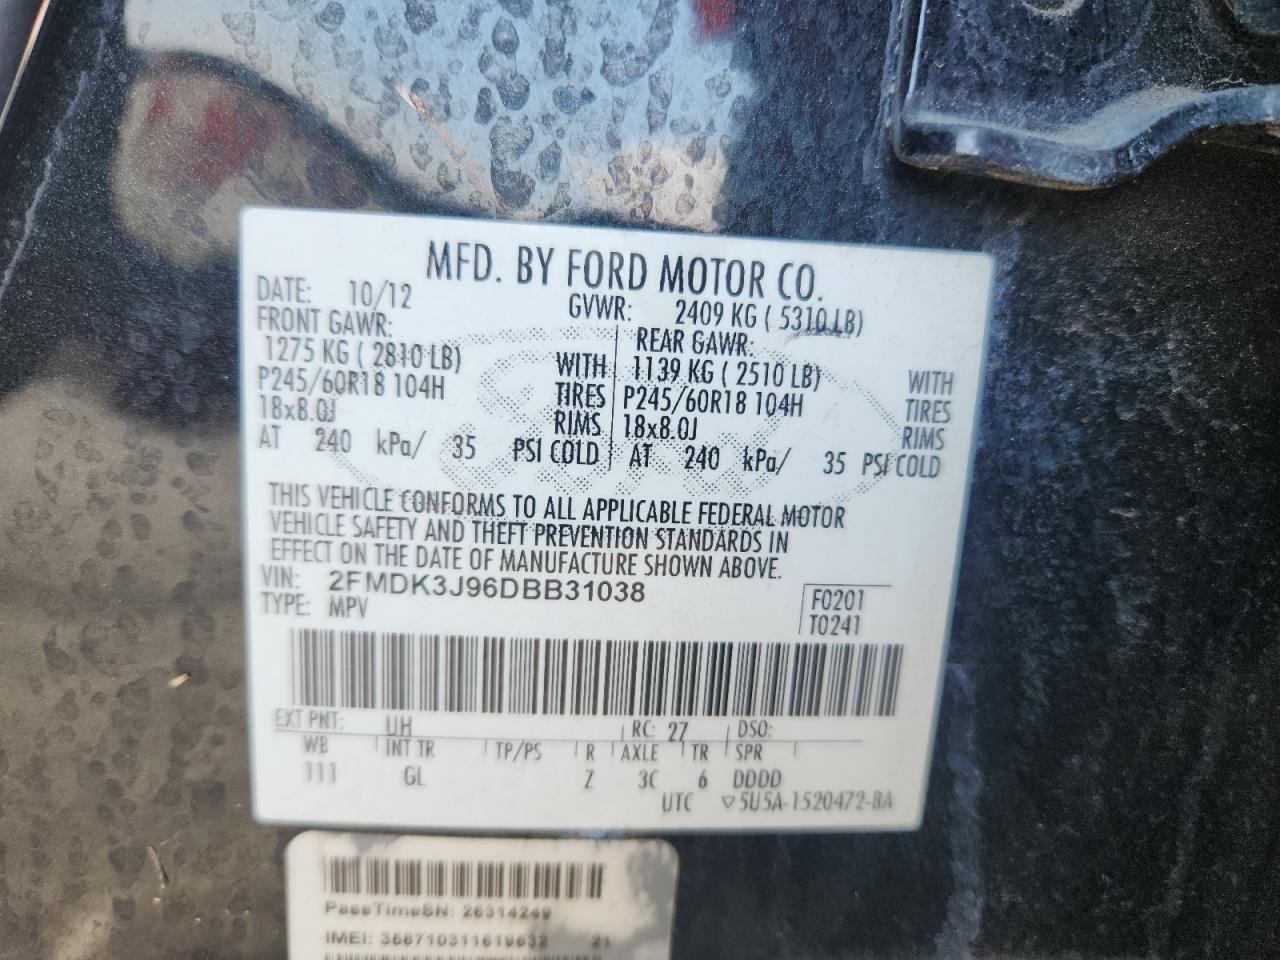 MFD. BY FORD MOTOR CO.
DATE: 10/12 GVWR: 2409 KG ( 5310 LB)
FRONT GAWR: REAR GAWR:
1275 KG ( 2810 LB) WITH 1139 KG ( 2510 LB) WITH
P245/60R18 104H TIRES P245/60R18 104H TIRES
18x8.0J RIMS 18x8.0J RIMS
AT 240 kPa/ 35 PSI COLD AT 240 kPa/ 35 PSI COLD
THIS VEHICLE CONFORMS TO ALL APPLICABLE FEDERAL MOTOR
VEHICLE SAFETY AND THEFT PREVENTION STANDARDS IN
EFFECT ON THE DATE OF MANUFACTURE SHOWN ABOVE.
VIN: 2FMDK3J96DBB31038 F0201
TYPE: MPV T0241
EXT PNT: UH RC: 27 DSO:
WB INT TR TP/PS R AXLE TR SPR
111 GL Z 3C 6 DDDD
UTC ▽5U5A-1520472-BA
PassTimeSN: 26314249
IMEI: 358710311619832 21